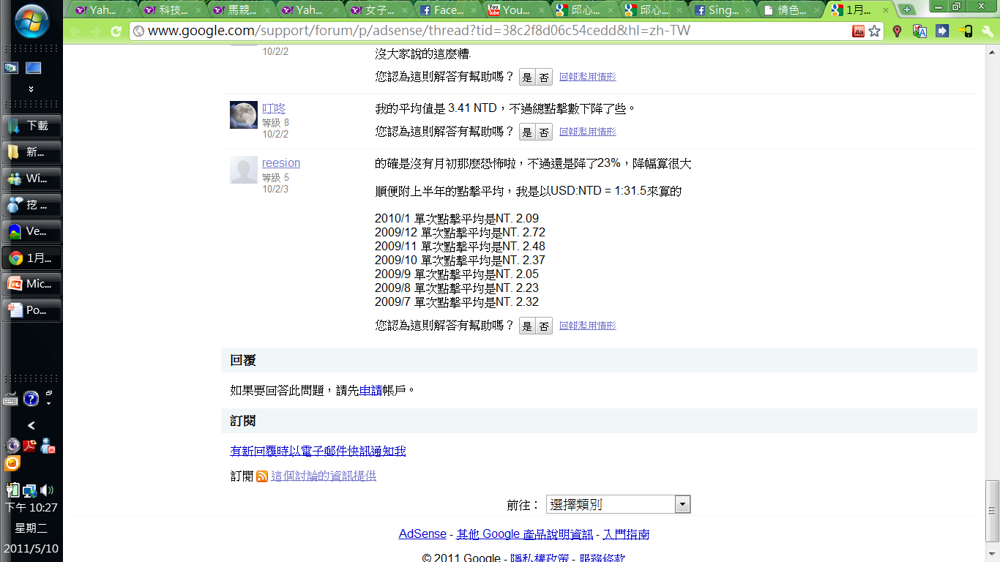 Yah...
科技...
馬親...
Yah...
女子...
Face...
You...
邱心...
邱心...
Sing...
情色...
1月...
www.google.com/support/forum/p/adsense/thread?tid=38c2f8d06c54cedd&hl=zh-TW
下載
新...
Wi...
挖 ...
Ve...
1月...
Mic...
Po...
下午 10:27
星期二
2011/5/10
10/2/2
沒大家說的這麼糟.
您認為這則解答有幫助嗎？ 是 否 回報濫用情形
叮咚
等級 8
10/2/2
我的平均值是 3.41 NTD，不過總點擊數下降了些。
您認為這則解答有幫助嗎？ 是 否 回報濫用情形
reesion
等級 5
10/2/3
的確是沒有月初那麼恐怖啦，不過還是降了23%，降幅算很大
順便附上半年的點擊平均，我是以USD:NTD = 1:31.5來算的
2010/1 單次點擊平均是NT. 2.09
2009/12 單次點擊平均是NT. 2.72
2009/11 單次點擊平均是NT. 2.48
2009/10 單次點擊平均是NT. 2.37
2009/9 單次點擊平均是NT. 2.05
2009/8 單次點擊平均是NT. 2.23
2009/7 單次點擊平均是NT. 2.32
您認為這則解答有幫助嗎？ 是 否 回報濫用情形
回覆
如果要回答此問題，請先申請帳戶。
訂閱
有新回覆時以電子郵件快訊通知我
訂閱 這個討論的資訊提供
前往： 選擇類別
AdSense - 其他 Google 產品說明資訊 - 入門指南
© 2011 Google - 隱私權政策 - 服務條款